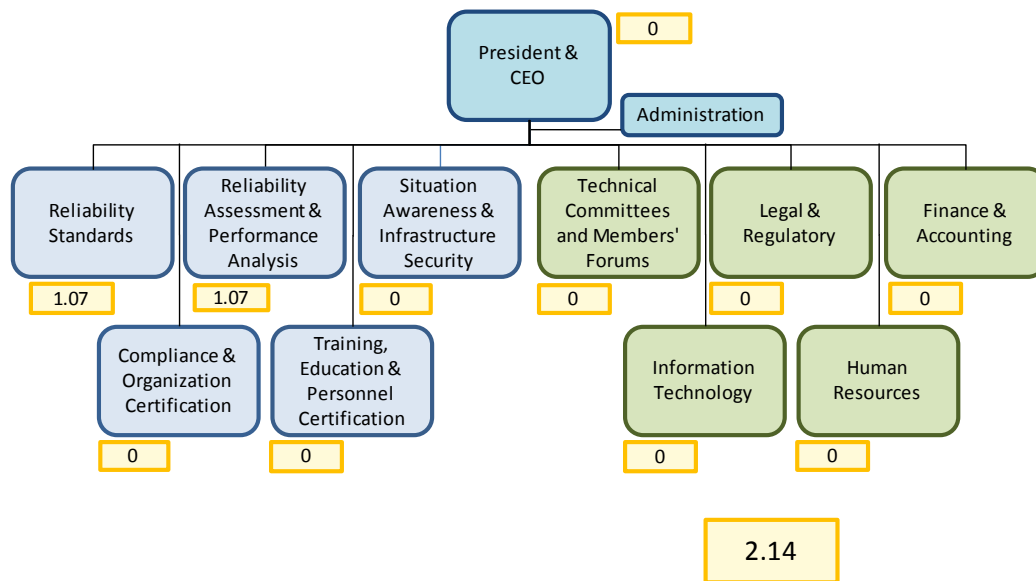 0
President &
CEO
Administration
Reliability
Standards
1.07
Reliability
Assessment &
Performance
Analysis
1.07
Situation
Awareness &
Infrastructure
Security
0
Technical
Committees
and Members'
Forums
0
Legal &
Regulatory
0
Finance &
Accounting
0
Compliance &
Organization
Certification
0
Training,
Education &
Personnel
Certification
0
Information
Technology
0
Human
Resources
0
2.14